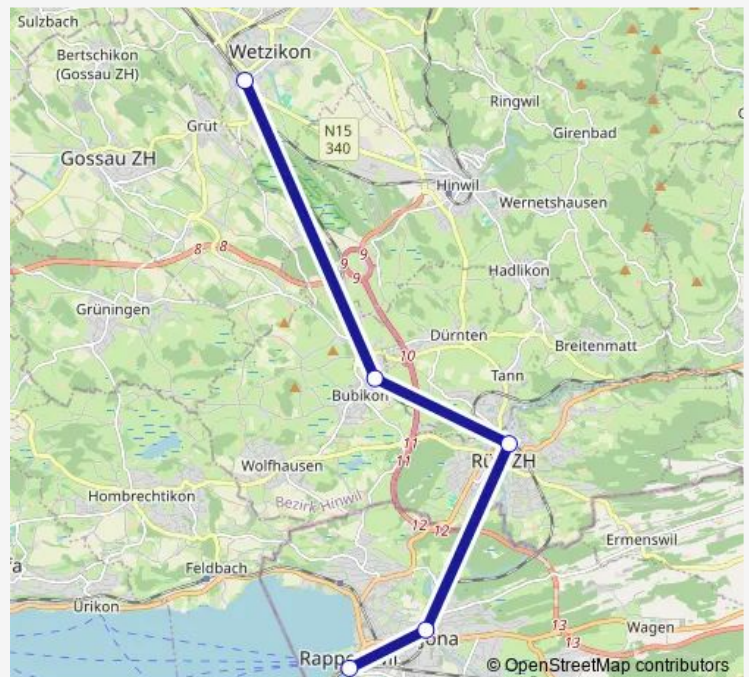 Sulzbach
Wetzikon
Bertschikon
(Gossau ZH)
Ringwil
Grüt
N15
340
Girenbad
Gossau ZH
Hinwil
Wernetshausen
8
8
9
9
9
Hadlikon
Grüningen
Dürnten
10
Breitenmatt
Tann
Bubikon
11
11
Wolfhausen
Hombrechtikon
Bezirk Hinwil
12
12
Ermenswil
Feldbach
Ürikon
13
13
Wagen
© OpenStreetMap contributors